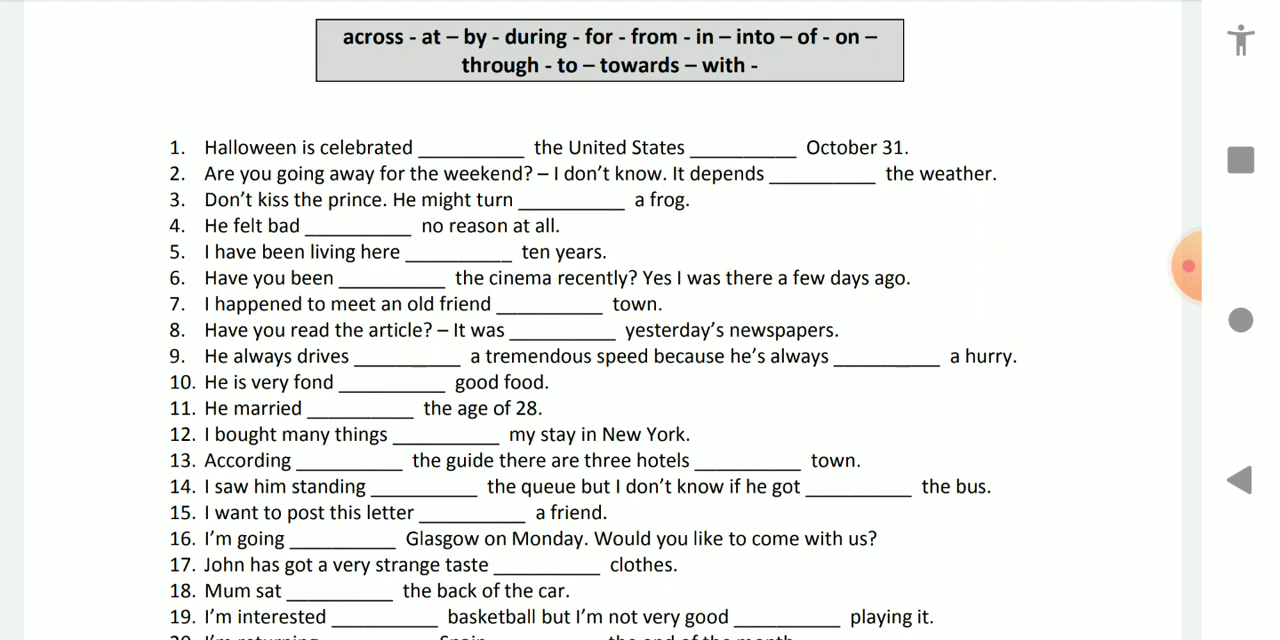 across - at – by - during - for - from - in – into – of - on –
through - to – towards – with -
1. Halloween is celebrated __________ the United States __________ October 31.
2. Are you going away for the weekend? – I don't know. It depends __________ the weather.
3. Don't kiss the prince. He might turn __________ a frog.
4. He felt bad __________ no reason at all.
5. I have been living here __________ ten years.
6. Have you been __________ the cinema recently? Yes I was there a few days ago.
7. I happened to meet an old friend __________ town.
8. Have you read the article? – It was __________ yesterday's newspapers.
9. He always drives __________ a tremendous speed because he's always __________ a hurry.
10. He is very fond __________ good food.
11. He married __________ the age of 28.
12. I bought many things __________ my stay in New York.
13. According __________ the guide there are three hotels __________ town.
14. I saw him standing __________ the queue but I don't know if he got __________ the bus.
15. I want to post this letter __________ a friend.
16. I'm going __________ Glasgow on Monday. Would you like to come with us?
17. John has got a very strange taste __________ clothes.
18. Mum sat __________ the back of the car.
19. I'm interested __________ basketball but I'm not very good __________ playing it.